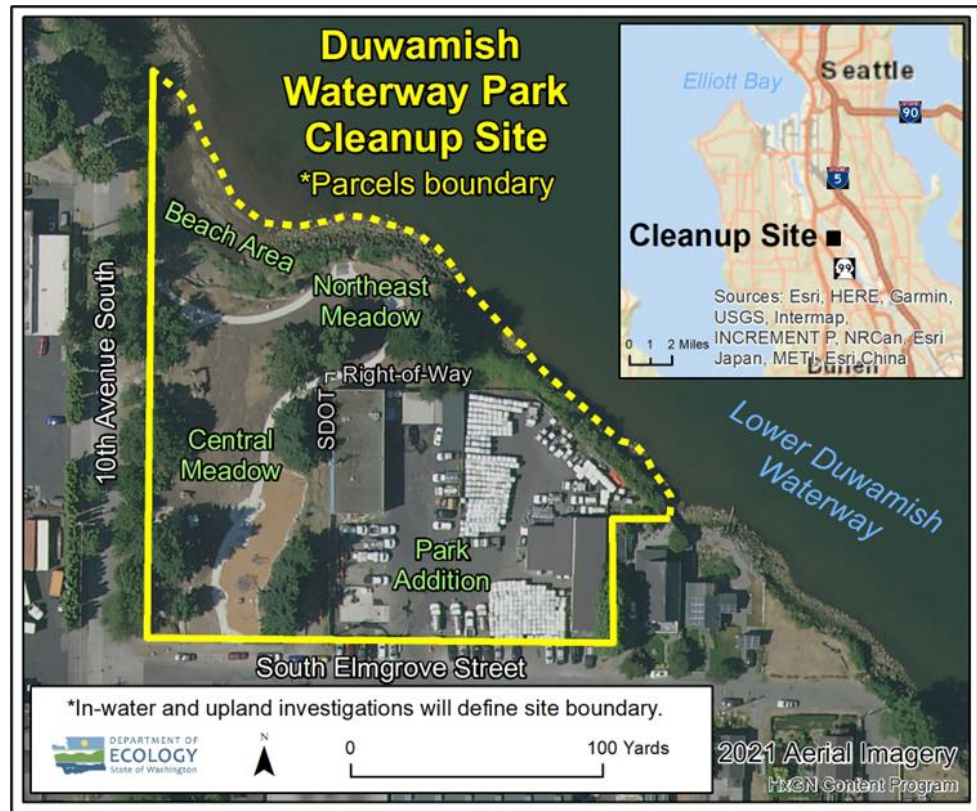 Duwamish
Waterway Park
Cleanup Site
*Parcels boundary
Elliott Bay
Seattle
90
5
Cleanup Site
99
Sources: Esri, HERE, Garmin,
USGS, Intermap,
INCREMENT P, NRCan, Esri
Japan, METI, Esri China
0 1 2 Miles
Beach Area
Northeast
Meadow
Right-of-Way
SDOT
10th Avenue South
Central
Meadow
Park
Addition
Lower Duwamish
Waterway
South Elmgrove Street
*In-water and upland investigations will define site boundary.
DEPARTMENT OF
ECOLOGY
State of Washington
N
0 100 Yards
2021 Aerial Imagery
HxGN Content Program